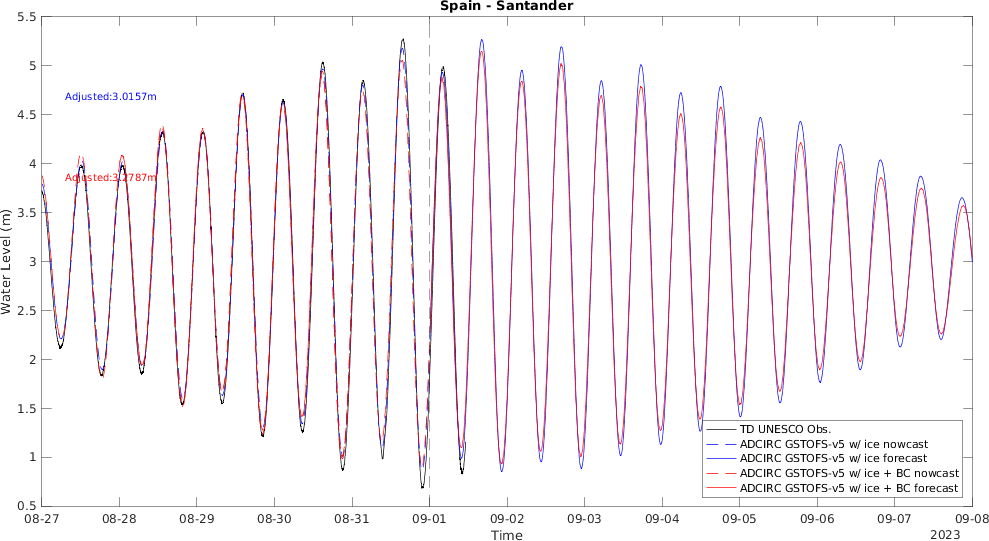 Spain - Santander
5.5
5
4.5
4
3.5
3
2.5
2
1.5
1
0.5
Water Level (m)
Adjusted:3.0157m
Adjusted:3.2787m
TD UNESCO Obs.
ADCIRC GSTOFS-v5 w/ ice nowcast
ADCIRC GSTOFS-v5 w/ ice forecast
ADCIRC GSTOFS-v5 w/ ice + BC nowcast
ADCIRC GSTOFS-v5 w/ ice + BC forecast
08-27 08-28 08-29 08-30 08-31 09-01 09-02 09-03 09-04 09-05 09-06 09-07 09-08
Time
2023